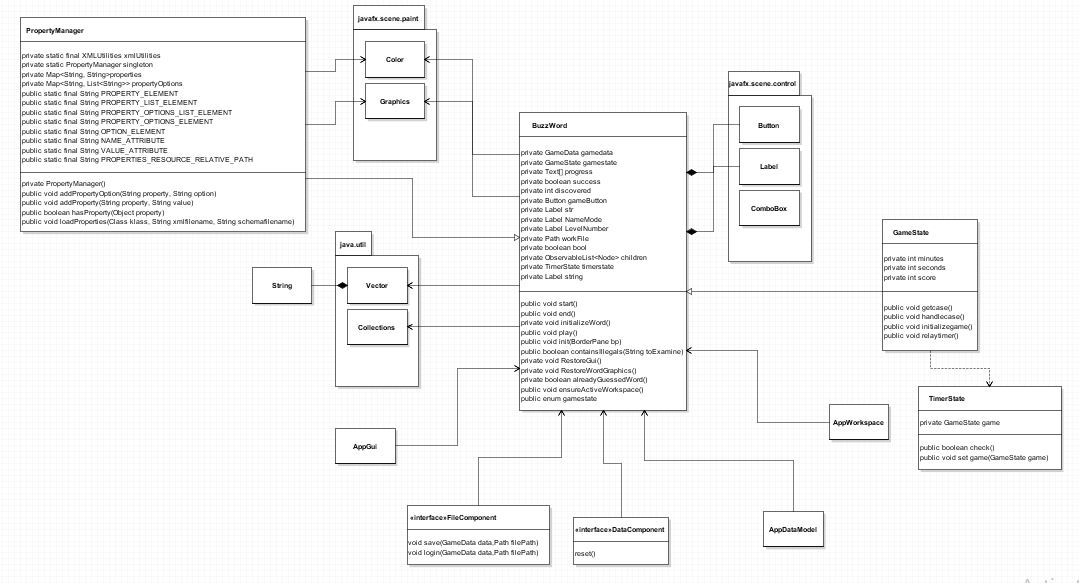 PropertyManager
private static final XMLUtilities xmlUtilities
private static PropertyManager singleton
private Map<String, String>properties
private Map<String, List<String>> propertyOptions
public static final String PROPERTY_ELEMENT
public static final String PROPERTY_LIST_ELEMENT
public static final String PROPERTY_OPTIONS_LIST_ELEMENT
public static final String PROPERTY_OPTIONS_ELEMENT
public static final String OPTION_ELEMENT
public static final String NAME_ATTRIBUTE
public static final String VALUE_ATTRIBUTE
public static final String PROPERTIES_RESOURCE_RELATIVE_PATH
private PropertyManager()
public void addPropertyOption(String property, String option)
public void addProperty(String property, String value)
public boolean hasProperty(Object property)
public void loadProperties(Class klass, String xmlfilename, String schemafilename)
javafx.scene.paint
Color
Graphics
java.util
String
Vector
Collections
BuzzWord
private GameData gamedata
private GameState gamestate
private Text[] progress
private boolean success
private int discovered
private Button gameButton
private Label str
private Label NameMode
private Label LevelNumber
private Path workFile
private boolean bool
private ObservableList<Node> children
private TimerState timerstate
private Label string
public void start()
public void end()
private void initializeWord()
public void play()
public void init(BorderPane bp)
public boolean containsIllegals(String toExamine)
private void RestoreGui()
private void RestoreWordGraphics()
private boolean alreadyGuessedWord()
public void ensureActiveWorkspace()
public enum gamestate
javafx.scene.control
Button
Label
ComboBox
GameState
private int minutes
private int seconds
private int score
public void getcase()
public void handlecase()
public void initializegame()
public void relaytimer()
TimerState
private GameState game
public boolean check()
public void set game(GameState game)
AppWorkspace
AppGui
«interface»FileComponent
void save(GameData data,Path filePath)
void login(GameData data,Path filePath)
«interface»DataComponent
reset()
AppDataModel